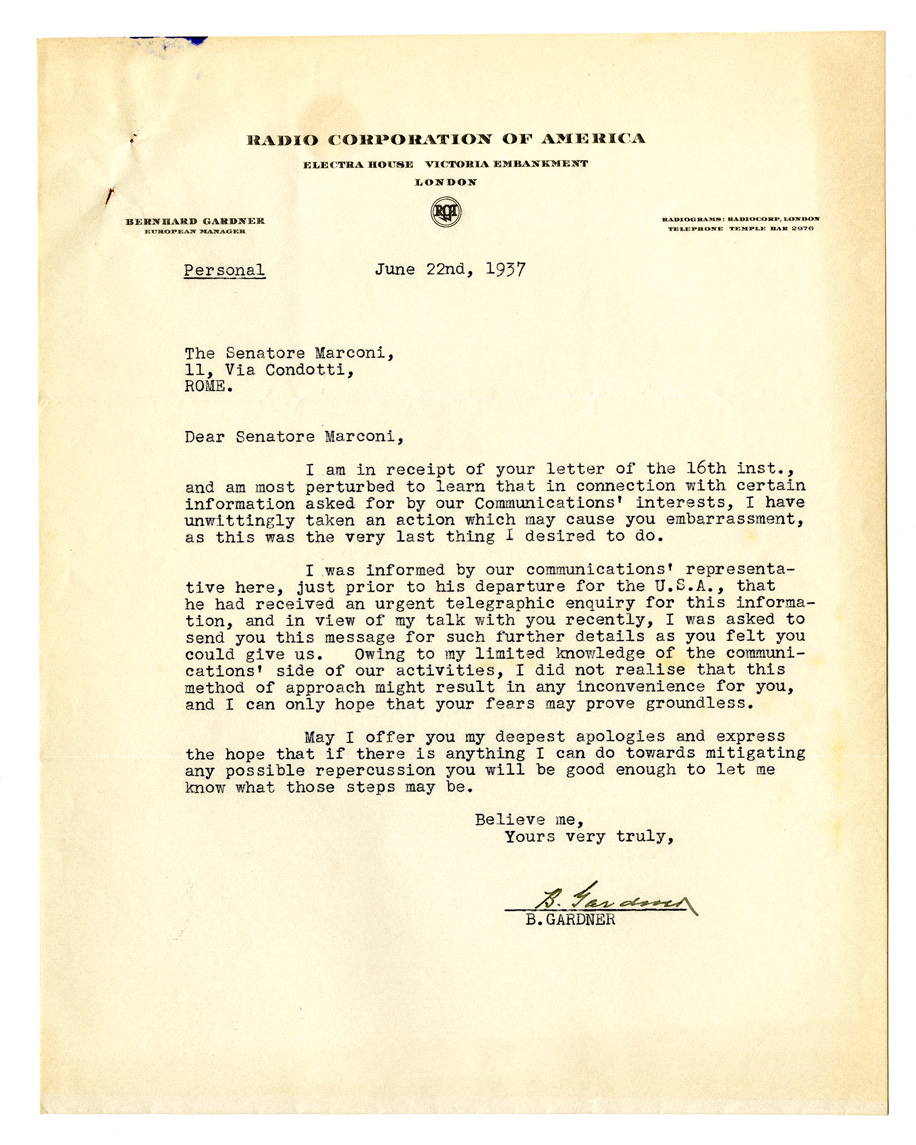 RADIO CORPORATION OF AMERICA
ELECTRA HOUSE VICTORIA EMBANKMENT
LONDON
RCA
BERNHARD GARDNER
EUROPEAN MANAGER
RADIOGRAMS: RADIOCORP, LONDON
TELEPHONE TEMPLE BAR 2976
Personal June 22nd, 1937
The Senatore Marconi,
11, Via Condotti,
ROME.
Dear Senatore Marconi,
I am in receipt of your letter of the 16th inst.,
and am most perturbed to learn that in connection with certain
information asked for by our Communications' interests, I have
unwittingly taken an action which may cause you embarrassment,
as this was the very last thing I desired to do.
I was informed by our communications' representa-
tive here, just prior to his departure for the U.S.A., that
he had received an urgent telegraphic enquiry for this informa-
tion, and in view of my talk with you recently, I was asked to
send you this message for such further details as you felt you
could give us. Owing to my limited knowledge of the communi-
cations' side of our activities, I did not realise that this
method of approach might result in any inconvenience for you,
and I can only hope that your fears may prove groundless.
May I offer you my deepest apologies and express
the hope that if there is anything I can do towards mitigating
any possible repercussion you will be good enough to let me
know what those steps may be.
Believe me,
Yours very truly,
B. Gardner
B.GARDNER